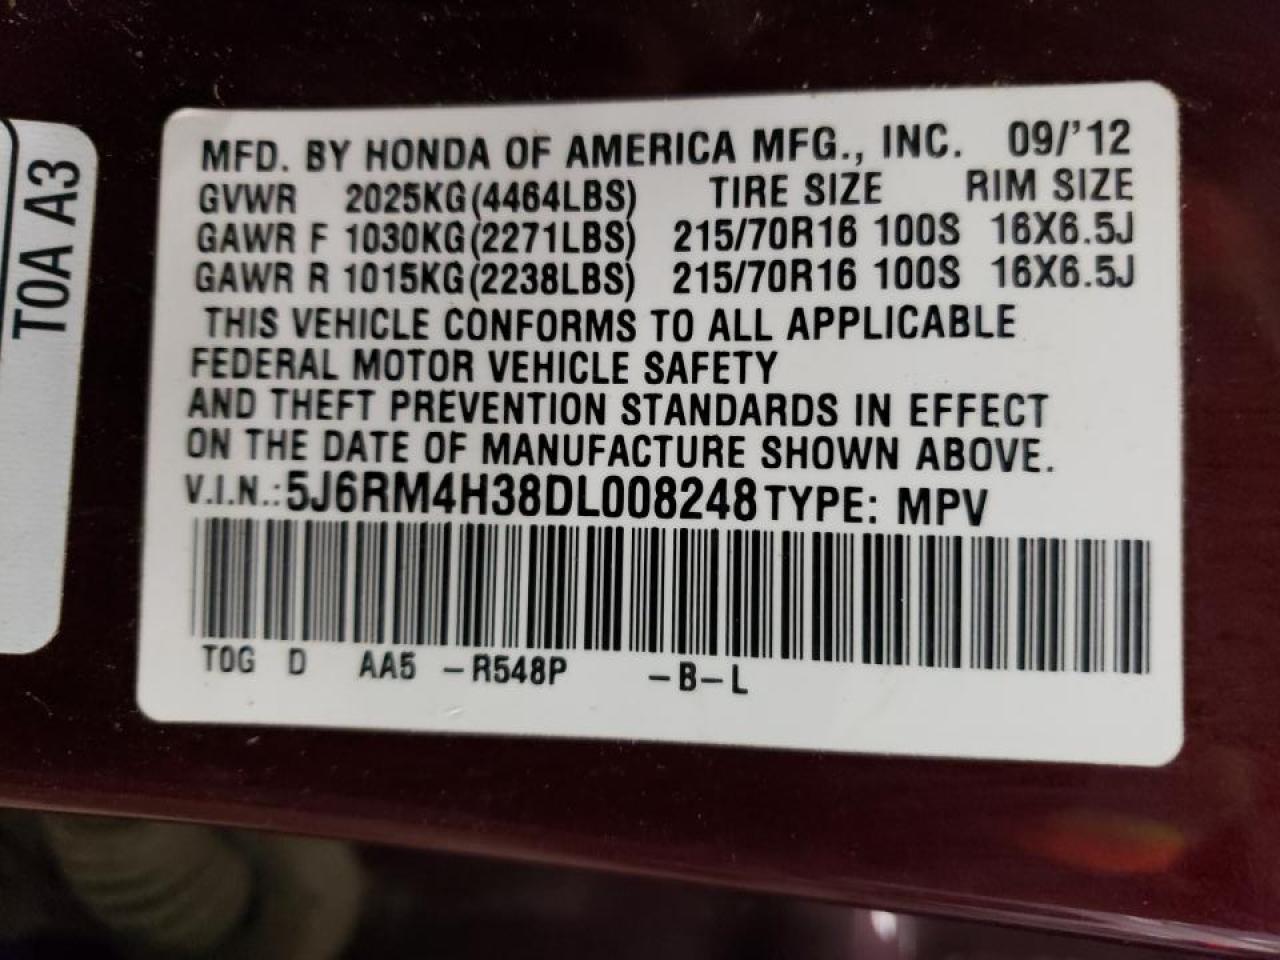 T0A A3
MFD. BY HONDA OF AMERICA MFG., INC. 09/'12
GVWR 2025KG(4464LBS) TIRE SIZE RIM SIZE
GAWR F 1030KG(2271LBS) 215/70R16 100S 16X6.5J
GAWR R 1015KG(2238LBS) 215/70R16 100S 16X6.5J
THIS VEHICLE CONFORMS TO ALL APPLICABLE
FEDERAL MOTOR VEHICLE SAFETY
AND THEFT PREVENTION STANDARDS IN EFFECT
ON THE DATE OF MANUFACTURE SHOWN ABOVE.
V.I.N.:5J6RM4H38DL008248 TYPE: MPV
T0G D AA5 -R548P -B-L